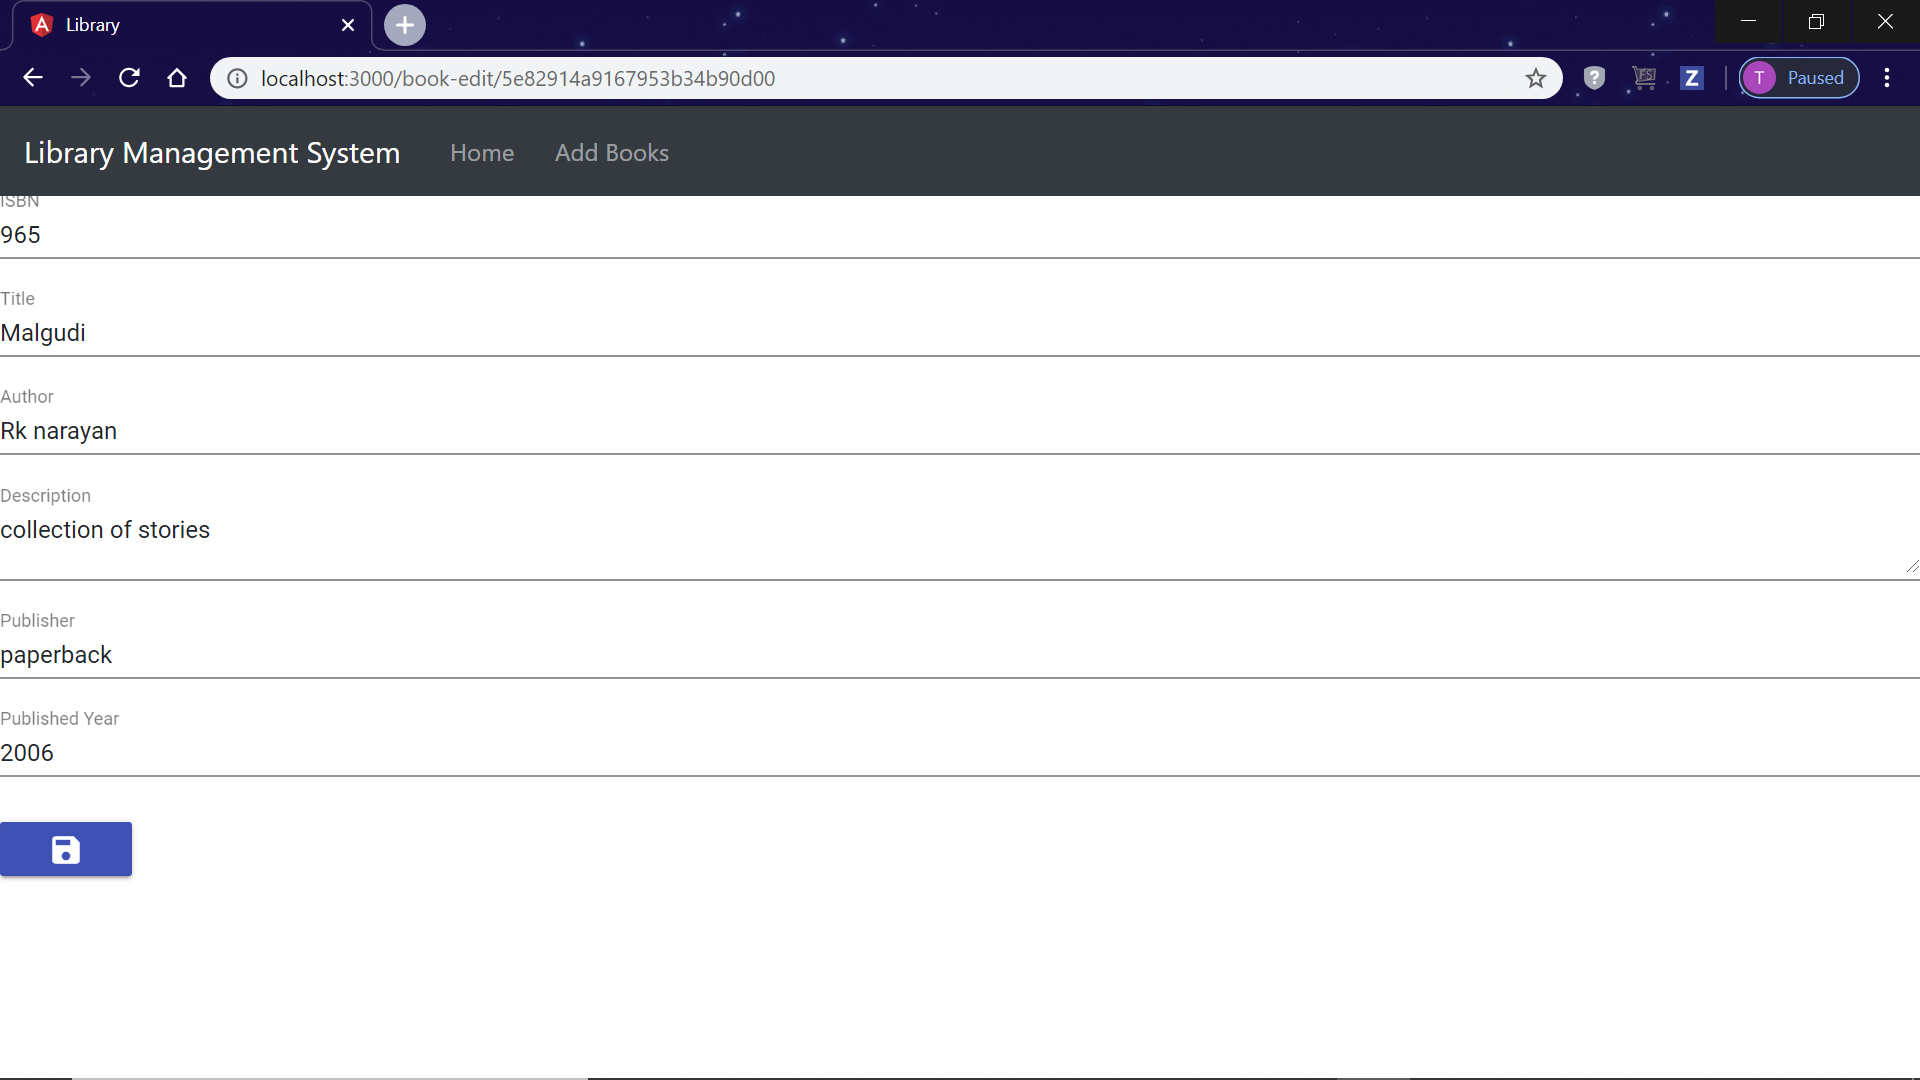 Library
localhost:3000/book-edit/5e82914a9167953b34b90d00
T Paused
Library Management System Home Add Books
ISBN
965
Title
Malgudi
Author
Rk narayan
Description
collection of stories
Publisher
paperback
Published Year
2006